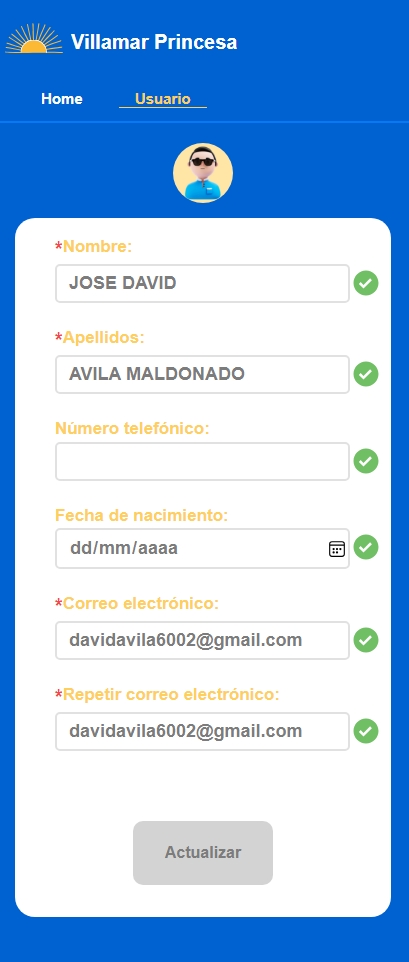 Villamar Princesa
Home
Usuario
*Nombre:
JOSE DAVID
*Apellidos:
AVILA MALDONADO
Número telefónico:
Fecha de nacimiento:
dd/mm/aaaa
*Correo electrónico:
davidavila6002@gmail.com
*Repetir correo electrónico:
davidavila6002@gmail.com
Actualizar